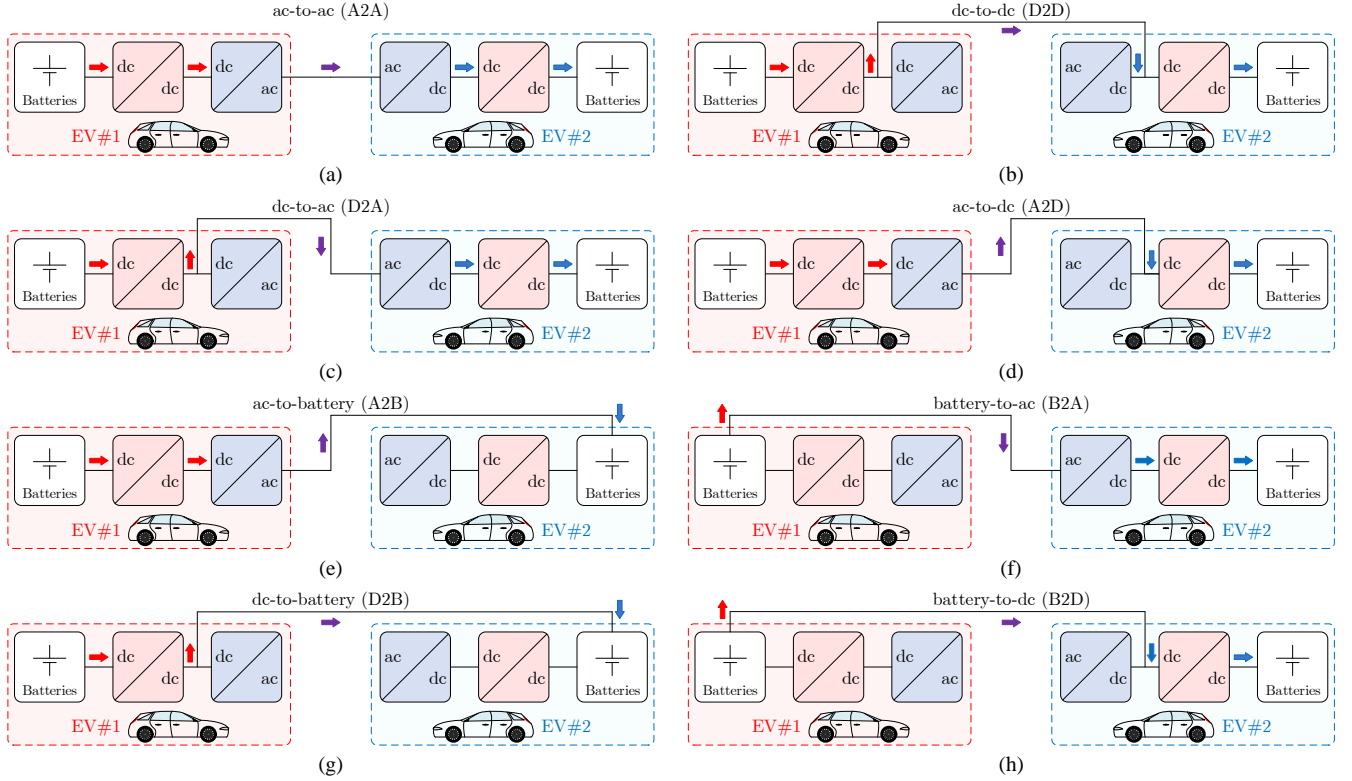 ac-to-ac (A2A)
Batteries
dc
dc
dc
ac
ac
dc
dc
dc
Batteries
EV#1
EV#2
(a)
dc-to-dc (D2D)
Batteries
dc
dc
dc
ac
ac
dc
dc
dc
Batteries
EV#1
EV#2
(b)
dc-to-ac (D2A)
Batteries
dc
dc
dc
ac
ac
dc
dc
dc
Batteries
EV#1
EV#2
(c)
ac-to-dc (A2D)
Batteries
dc
dc
dc
ac
ac
dc
dc
dc
Batteries
EV#1
EV#2
(d)
ac-to-battery (A2B)
Batteries
dc
dc
dc
ac
ac
dc
dc
dc
Batteries
EV#1
EV#2
(e)
battery-to-ac (B2A)
Batteries
dc
dc
dc
ac
ac
dc
dc
dc
Batteries
EV#1
EV#2
(f)
dc-to-battery (D2B)
Batteries
dc
dc
dc
ac
ac
dc
dc
dc
Batteries
EV#1
EV#2
(g)
battery-to-dc (B2D)
Batteries
dc
dc
dc
ac
ac
dc
dc
dc
Batteries
EV#1
EV#2
(h)